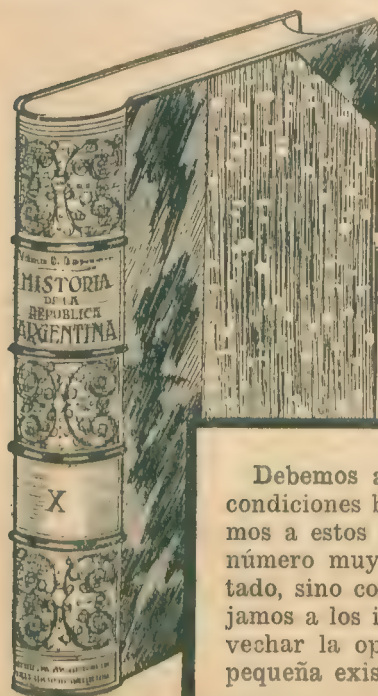 HISTORIA
DE LA
REPUBLICA
ARGENTINA
X
Debemos a
condiciones b
mos a estos
número muy
tado, sino co
jamos a los i
vechar la op
pequeña exis